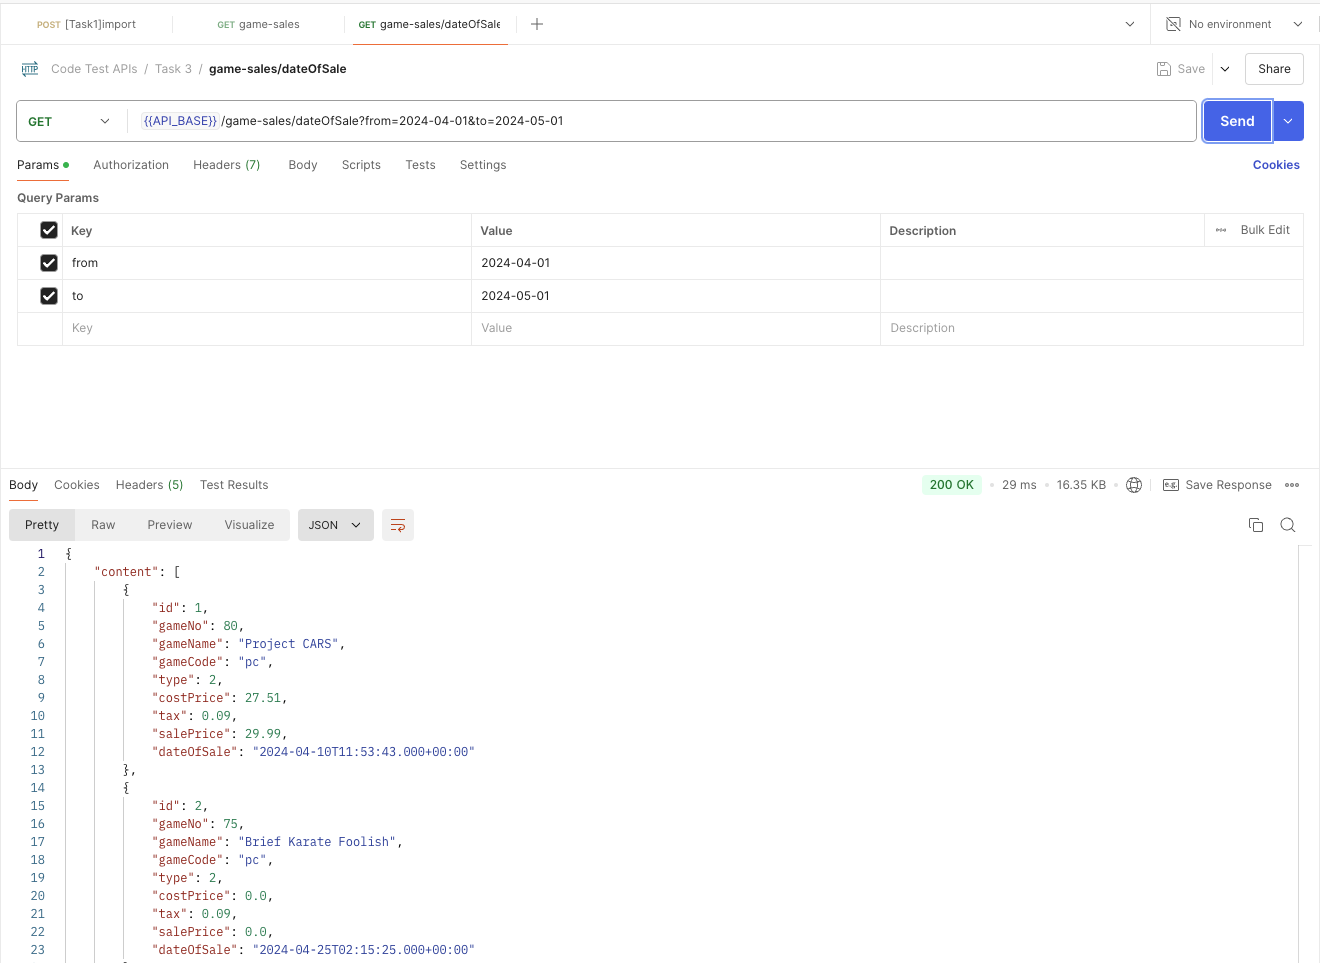 POST [Task1]import GET game-sales GET game-sales/dateOfSale No environment
HTTP Code Test APIs / Task 3 / game-sales/dateOfSale Save Share
GET {{API_BASE}} /game-sales/dateOfSale?from=2024-04-01&to=2024-05-01 Send
Params Authorization Headers (7) Body Scripts Tests Settings Cookies
Query Params
Key Value Description Bulk Edit
from 2024-04-01
to 2024-05-01
Key Value Description
Body Cookies Headers (5) Test Results 200 OK 29 ms 16.35 KB e.g. Save Response
Pretty Raw Preview Visualize JSON
1 {
2 "content": [
3 {
4 "id": 1,
5 "gameNo": 80,
6 "gameName": "Project CARS",
7 "gameCode": "pc",
8 "type": 2,
9 "costPrice": 27.51,
10 "tax": 0.09,
11 "salePrice": 29.99,
12 "dateOfSale": "2024-04-10T11:53:43.000+00:00"
13 },
14 {
15 "id": 2,
16 "gameNo": 75,
17 "gameName": "Brief Karate Foolish",
18 "gameCode": "pc",
19 "type": 2,
20 "costPrice": 0.0,
21 "tax": 0.09,
22 "salePrice": 0.0,
23 "dateOfSale": "2024-04-25T02:15:25.000+00:00"